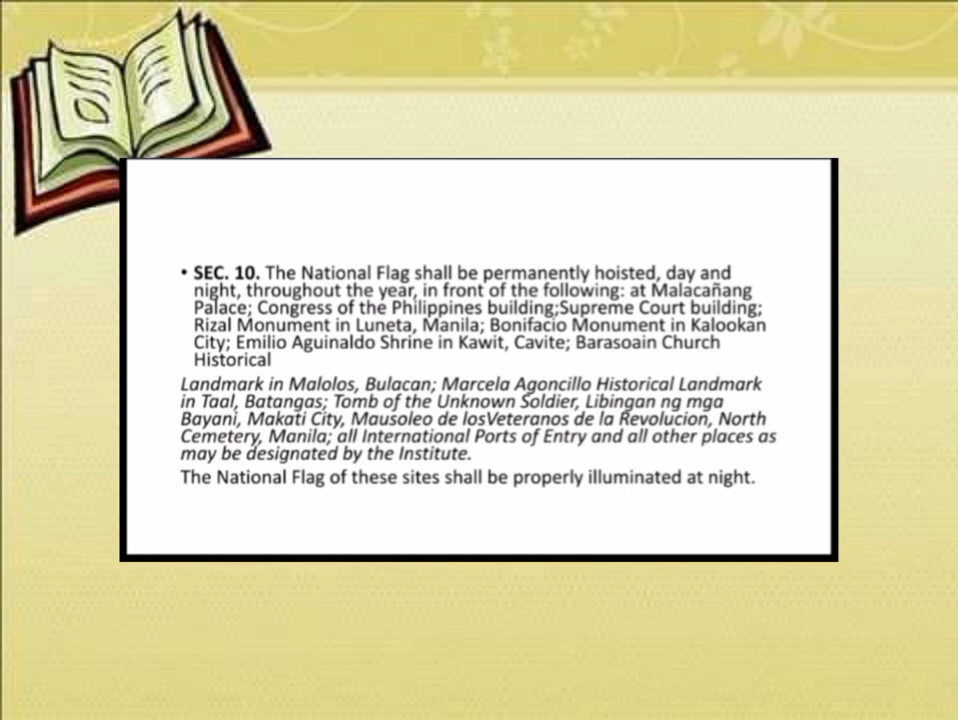 • SEC. 10. The National Flag shall be permanently hoisted, day and
night, throughout the year, in front of the following: at Malacañang
Palace; Congress of the Philippines building;Supreme Court building;
Rizal Monument in Luneta, Manila; Bonifacio Monument in Kalookan
City; Emilio Aguinaldo Shrine in Kawit, Cavite; Barasoain Church
Historical
Landmark in Malolos, Bulacan; Marcela Agoncillo Historical Landmark
in Taal, Batangas; Tomb of the Unknown Soldier, Libingan ng mga
Bayani, Makati City, Mausoleo de losVeteranos de la Revolucion, North
Cemetery, Manila; all International Ports of Entry and all other places as
may be designated by the Institute.
The National Flag of these sites shall be properly illuminated at night.